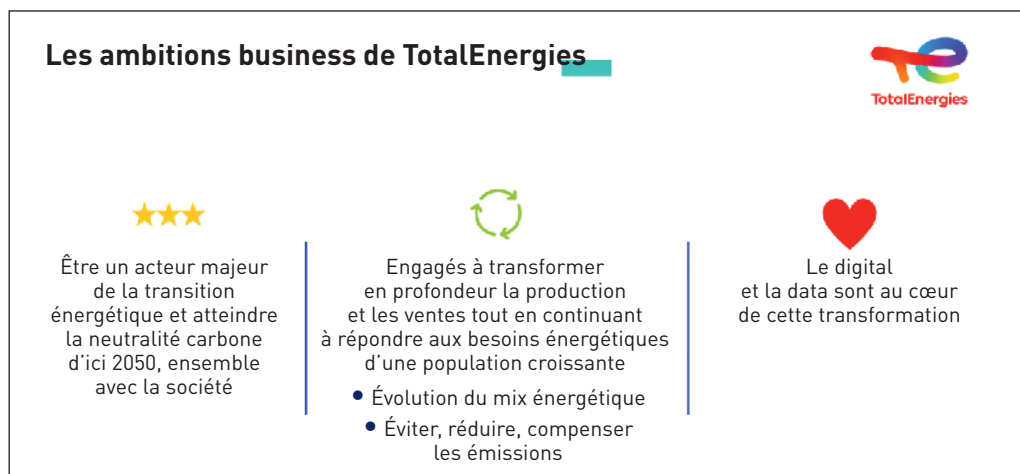 Les ambitions business de TotalEnergies
TotalEnergies
Être un acteur majeur
de la transition
énergétique et atteindre
la neutralité carbone
d’ici 2050, ensemble
avec la société
Engagés à transformer
en profondeur la production
et les ventes tout en continuant
à répondre aux besoins énergétiques
d’une population croissante
• Évolution du mix énergétique
• Éviter, réduire, compenser
les émissions
Le digital
et la data sont au cœur
de cette transformation